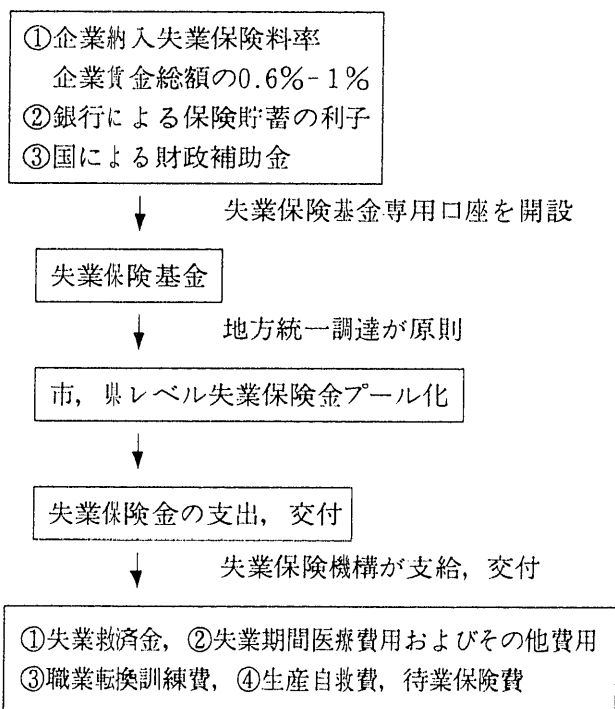 ①企業納入失業保険料率
企業賃金総額の0.6%-1%
②銀行による保険貯蓄の利子
③国による財政補助金
失業保険基金専用口座を開設
失業保険基金
地方統一調達が原則
市，県レベル失業保険金プール化
失業保険金の支出，交付
失業保険機構が支給，交付
①失業救済金，②失業期間医療費用およびその他費用
③職業転換訓練費，④生産自救費，待業保険費